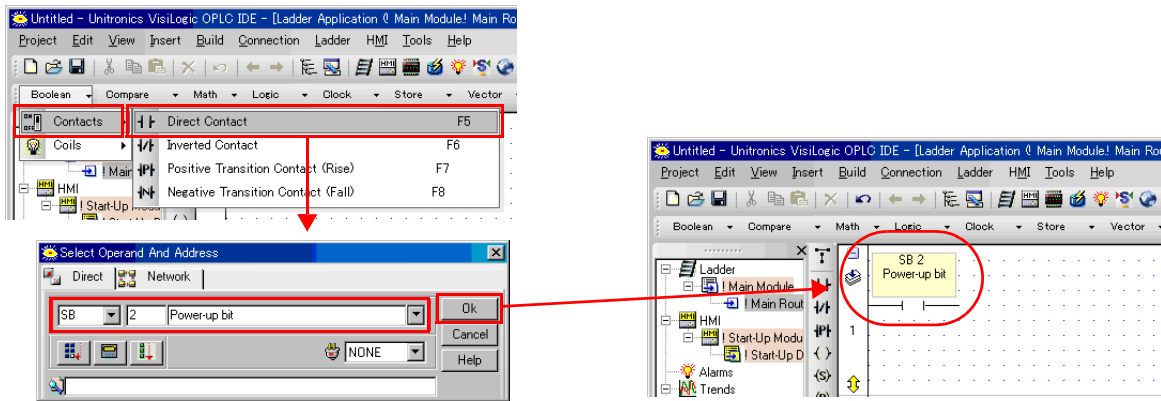 Untitled - Unitronics VisiLogic OPLC IDE - [Ladder Application (! Main Module! Main Ro
Project Edit View Insert Build Connection Ladder HMI Tools Help
Boolean Compare Math Logic Clock Store Vector
Contacts Direct Contact F5
Coils Inverted Contact F6
! Main Positive Transition Contact (Rise) F7
HMI Negative Transition Contact (Fall) F8
! Start-Up
Select Operand And Address
Direct Network
SB 2 Power-up bit Ok
Cancel
NONE Help
Untitled - Unitronics VisiLogic OPLC IDE - [Ladder Application (! Main Module! Main Rou
Project Edit View Insert Build Connection Ladder HMI Tools Help
Boolean Compare Math Logic Clock Store Vector
Ladder
! Main Module
! Main Rout
HMI
! Start-Up Modu
! Start-Up D
Alarms
Trends
SB 2
Power-up bit
1